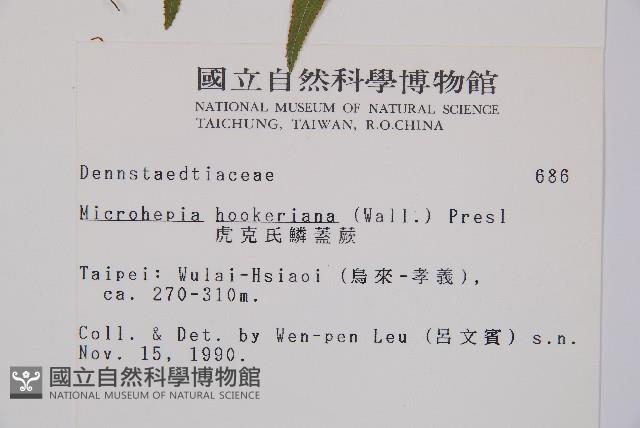 國立自然科學博物館
NATIONAL MUSEUM OF NATURAL SCIENCE
TAICHUNG, TAIWAN, R.O.CHINA
Dennstaedtiaceae 686
Microhepia hookeriana (Wall.) Presl
虎克氏鱗蓋蕨
Taipei: Wulai-Hsiaoi (烏來-孝義),
ca. 270-310m.
Coll. & Det. by Wen-pen Leu (呂文賓) s.n.
Nov. 15, 1990.
國立自然科學博物館
NATIONAL MUSEUM OF NATURAL SCIENCE